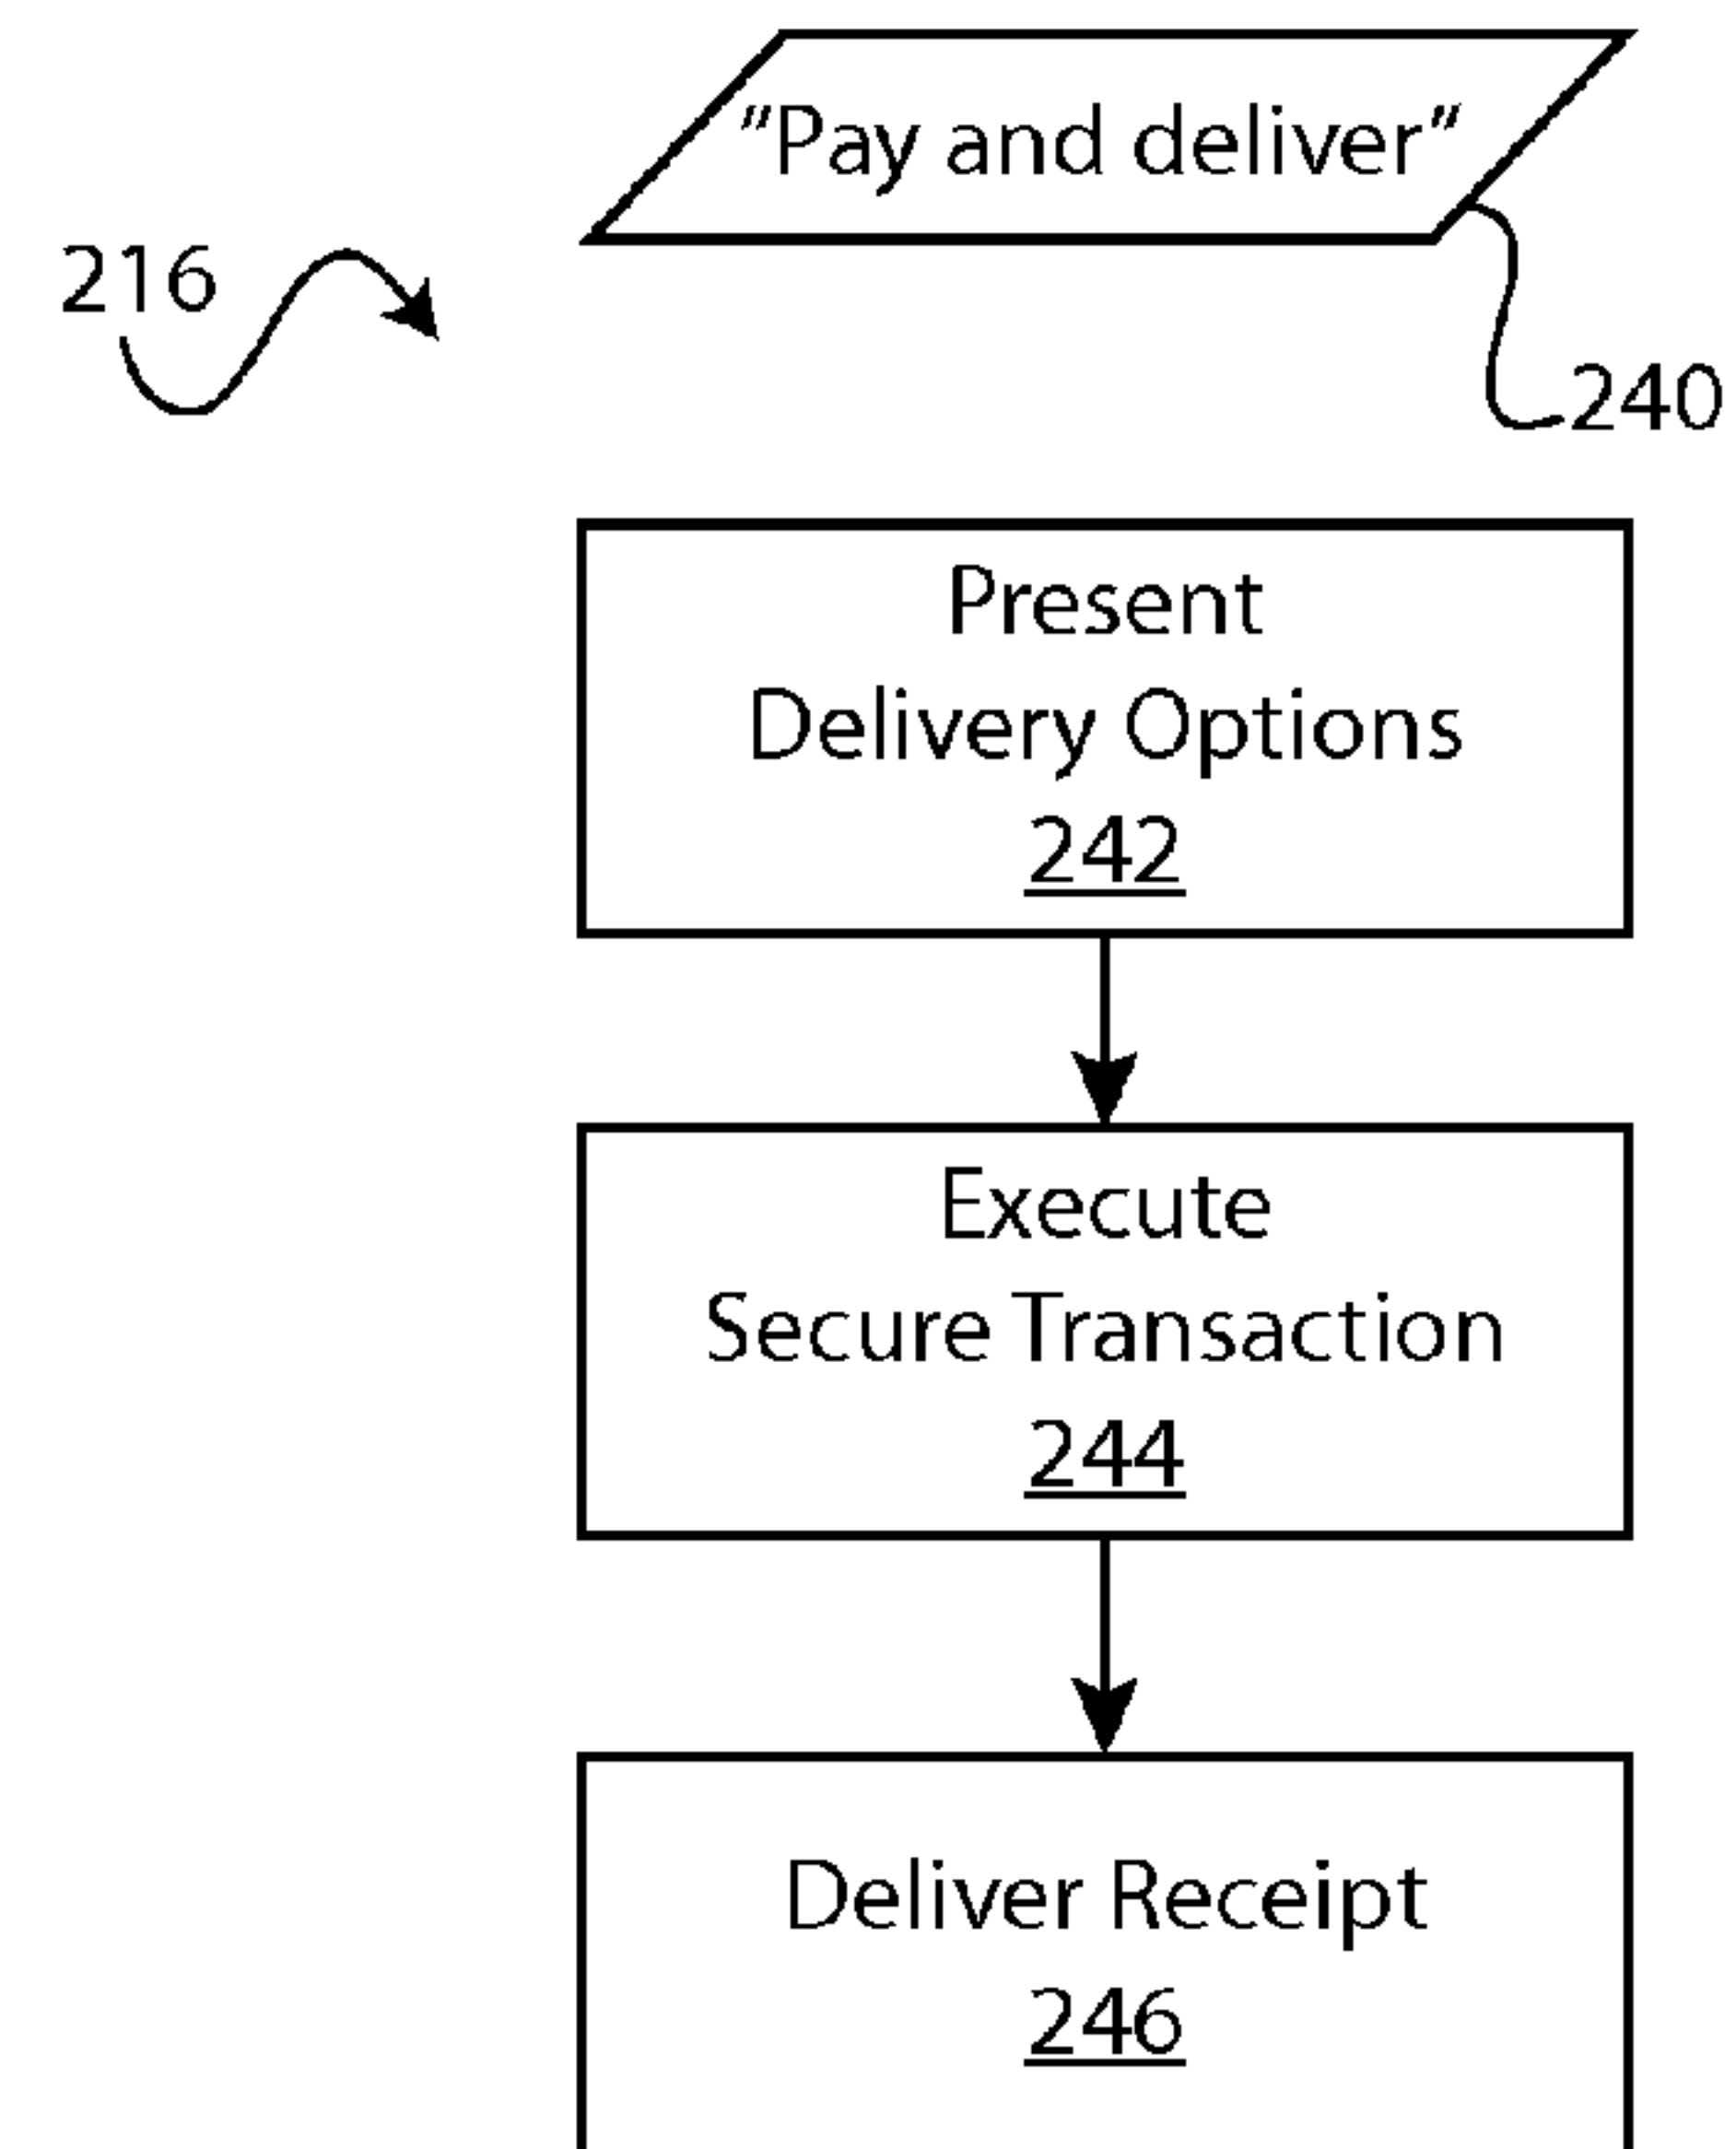 "Pay and deliver"
216
240
Present
Delivery Options
242
Execute
Secure Transaction
244
Deliver Receipt
246